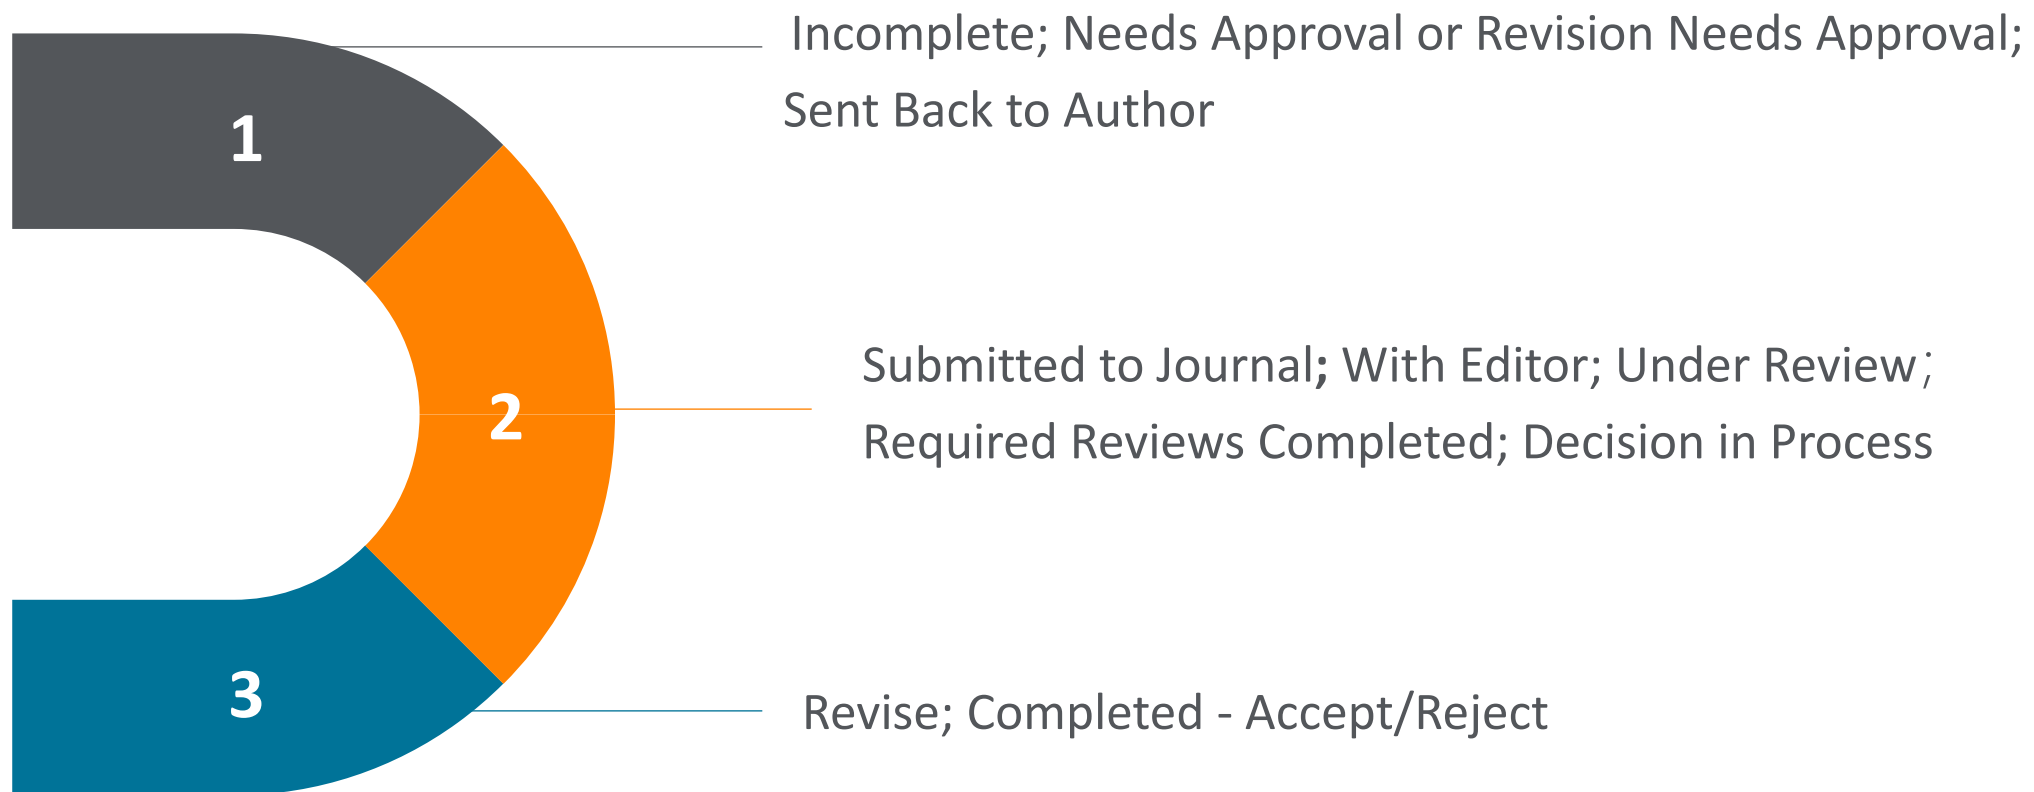 Incomplete; Needs Approval or Revision Needs Approval;
Sent Back to Author
1
Submitted to Journal; With Editor; Under Review;
Required Reviews Completed; Decision in Process
2
Revise; Completed - Accept/Reject
3